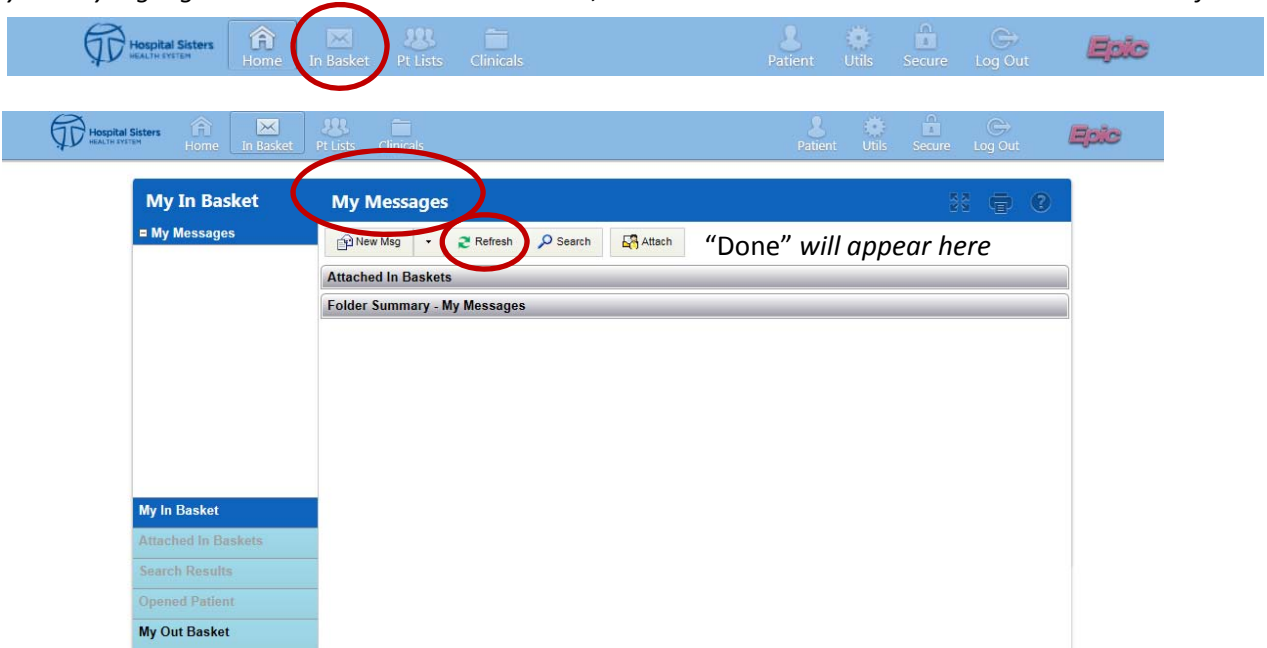 Hospital Sisters
HEALTH SYSTEM
Home In Basket Pt Lists Clinicals Patient Utils Secure Log Out Epic
Hospital Sisters
HEALTH SYSTEM
Home In Basket Pt Lists Clinicals Patient Utils Secure Log Out Epic
My In Basket My Messages
My Messages
New Msg Refresh Search Attach “Done” will appear here
Attached In Baskets
Folder Summary - My Messages
My In Basket
Attached In Baskets
Search Results
Opened Patient
My Out Basket